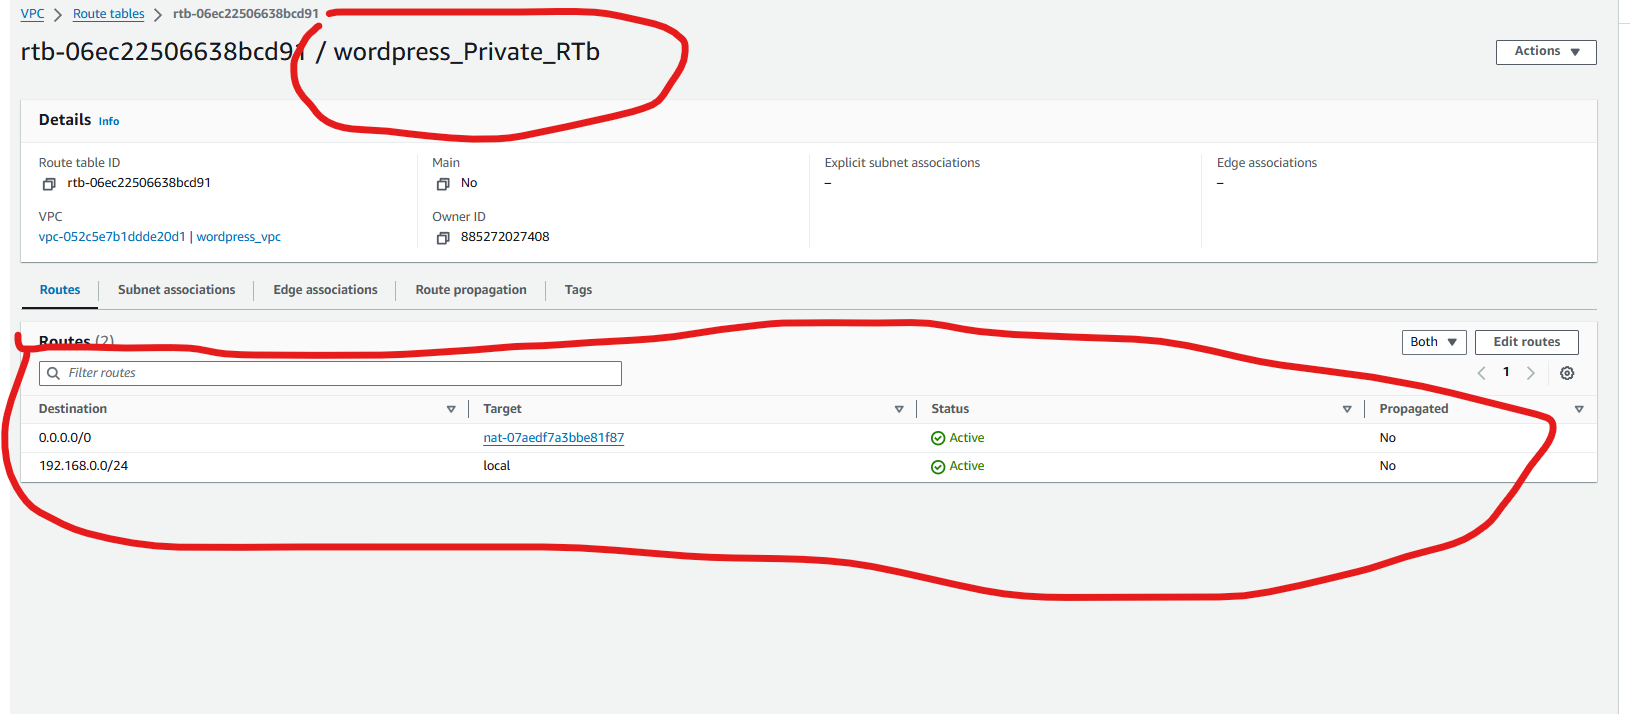 VPC > Route tables > rtb-06ec22506638bcd91
rtb-06ec22506638bcd91 / wordpress_Private_RTb
Actions
Details Info
Route table ID
rtb-06ec22506638bcd91
Main
No
Explicit subnet associations
–
Edge associations
–
VPC
vpc-052c5e7b1ddde20d1 | wordpress_vpc
Owner ID
885272027408
Routes Subnet associations Edge associations Route propagation Tags
Routes (2)
Both
Edit routes
Filter routes
1
Destination Target Status Propagated
0.0.0.0/0 nat-07aedf7a3bbe81f87 Active No
192.168.0.0/24 local Active No